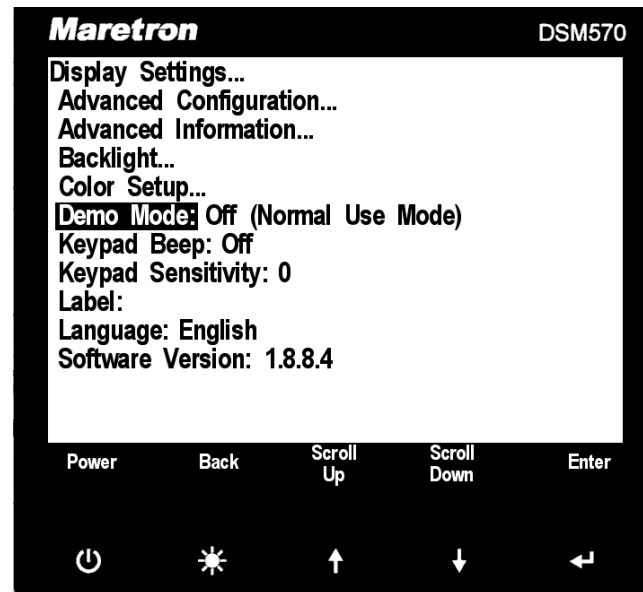 Maretron DSM570
Display Settings...
Advanced Configuration...
Advanced Information...
Backlight...
Color Setup...
Demo Mode: Off (Normal Use Mode)
Keypad Beep: Off
Keypad Sensitivity: 0
Label:
Language: English
Software Version: 1.8.8.4
Power Back Scroll Up Scroll Down Enter